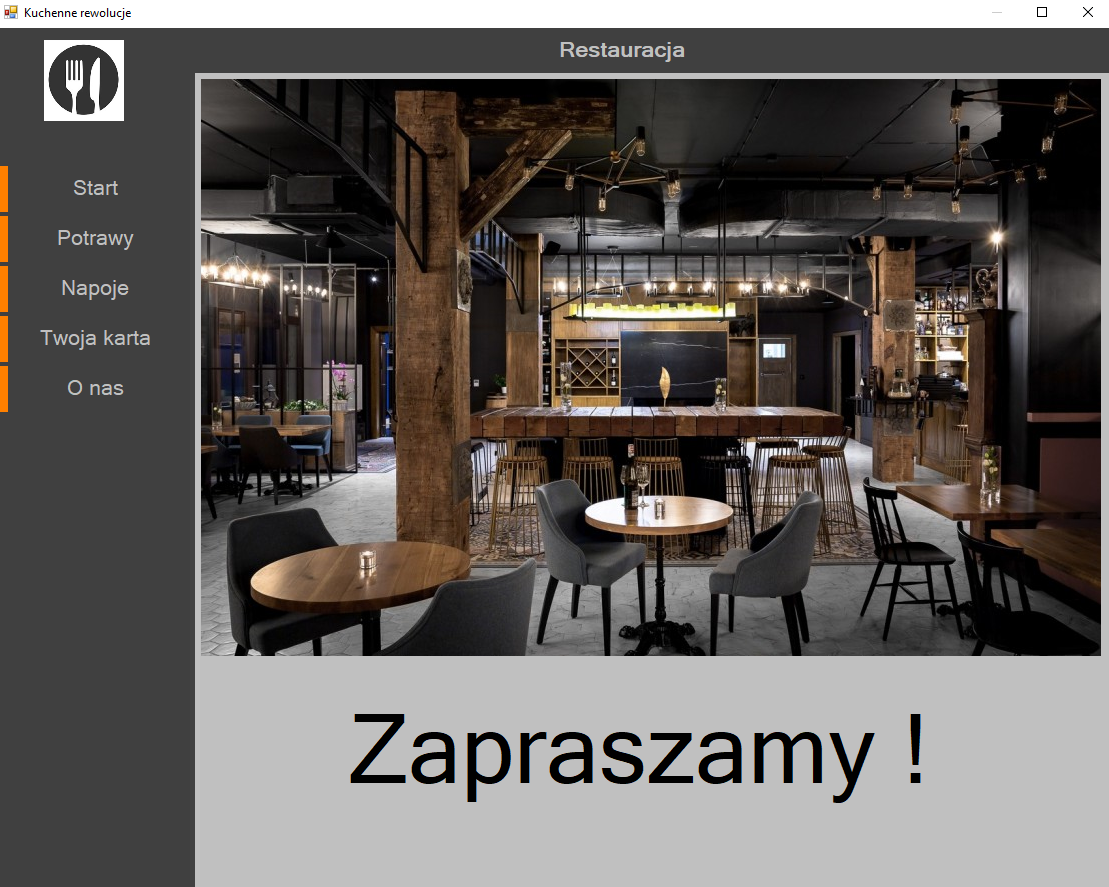 Kuchenne rewolucje
Restauracja
Start
Potrawy
Napoje
Twoja karta
O nas
Zapraszamy !